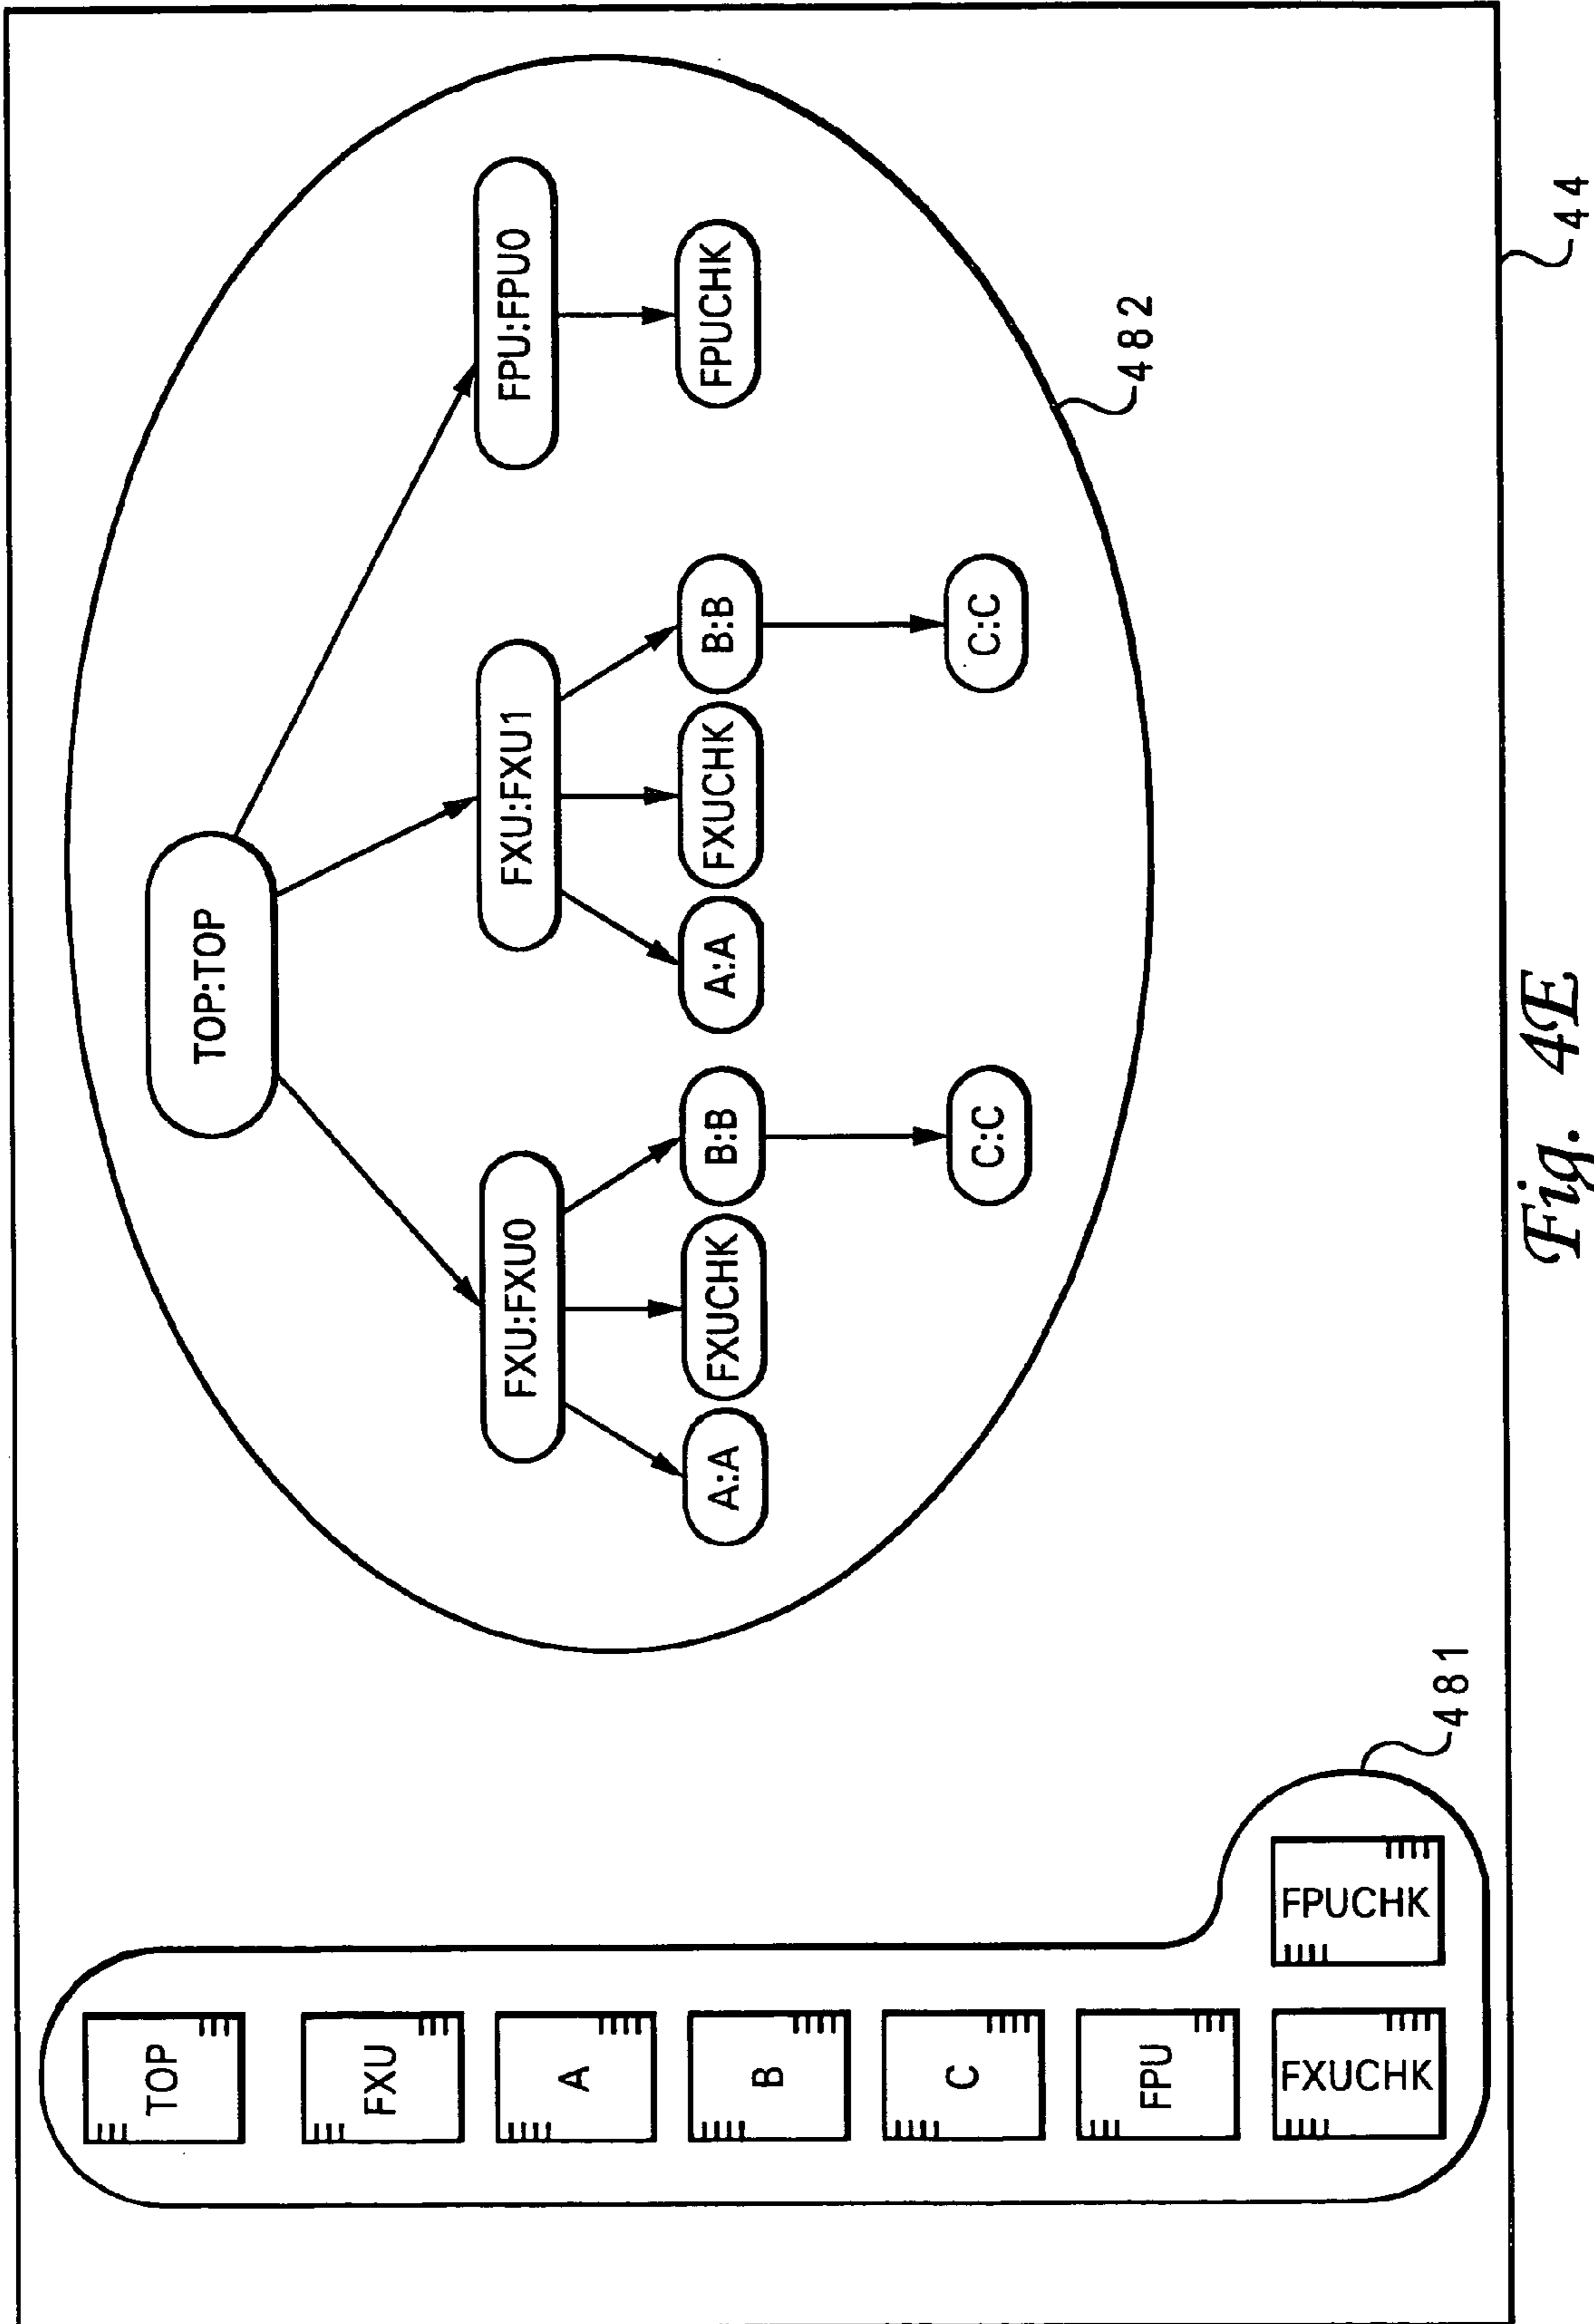 TOP
FXU
A
B
C
FPU
FXUCHK
FPUCHK
481
TOP:TOP
FXU:FXU0
FXU:FXU1
FPU:FPU0
A:A
FXUCHK
B:B
A:A
FXUCHK
B:B
FPUCHK
C:C
C:C
482
44
Fig. 4E